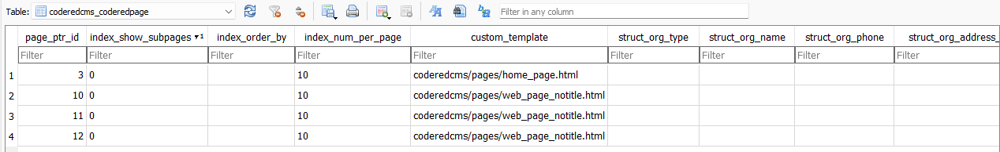 Table: coderedcms_coderedpage Filter in any column
page_ptr_id index_show_subpages 1 index_order_by index_num_per_page custom_template struct_org_type struct_org_name struct_org_phone struct_org_address_
Filter Filter Filter Filter Filter Filter Filter Filter Filter
1 3 0 10 coderedcms/pages/home_page.html
2 10 0 10 coderedcms/pages/web_page_notitle.html
3 11 0 10 coderedcms/pages/web_page_notitle.html
4 12 0 10 coderedcms/pages/web_page_notitle.html